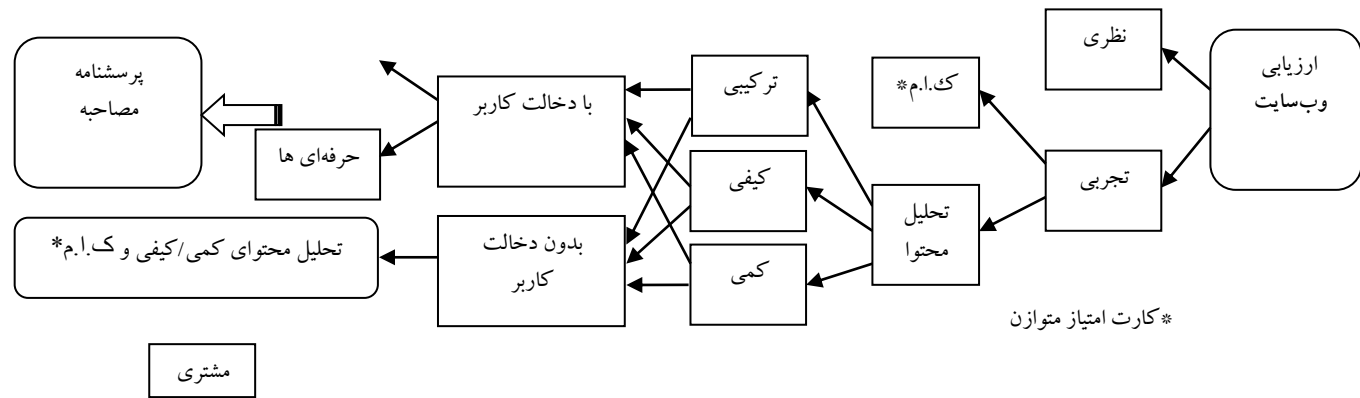 ارزیابی
وب‌سایت
نظری
تجربی
ک.ا.م*
تحلیل
محتوا
ترکیبی
کیفی
کمی
با دخالت کاربر
بدون دخالت
کاربر
حرفه‌ای ها
پرسشنامه
مصاحبه
تحلیل محتوای کمی/کیفی و ک.ا.م*
*کارت امتیاز متوازن
مشتری